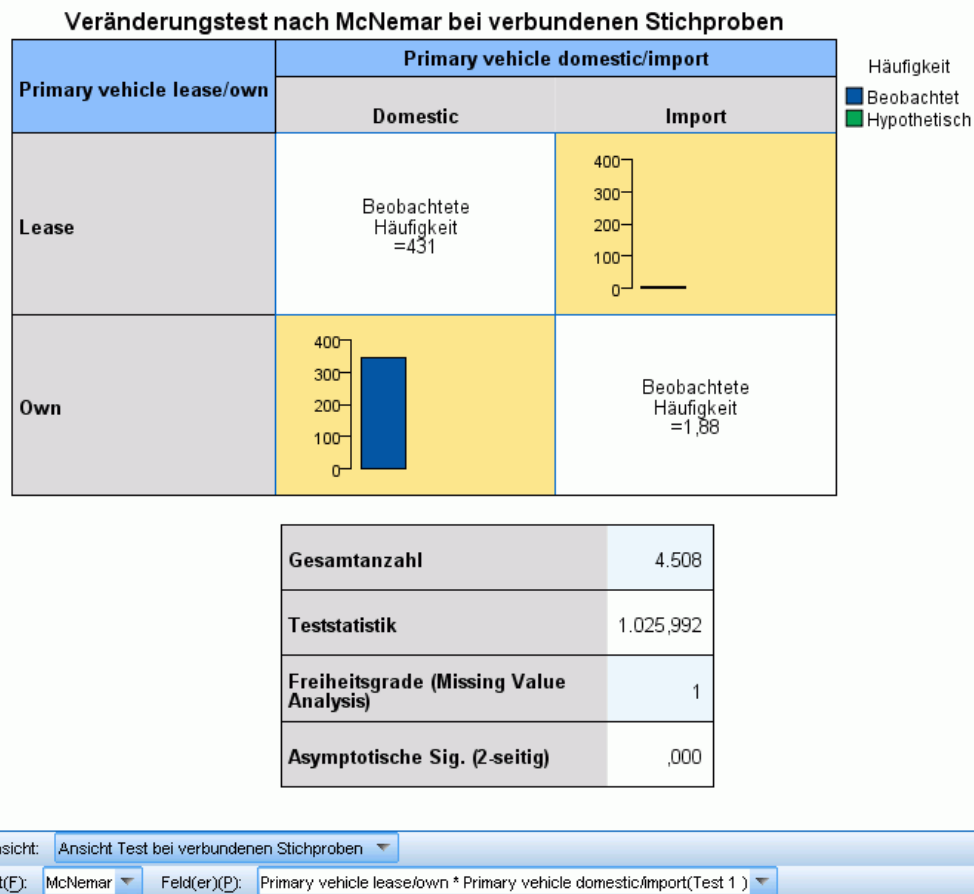 Veränderungstest nach McNemar bei verbundenen Stichproben
Primary vehicle lease/own
Primary vehicle domestic/import
Domestic
Import
Häufigkeit
Beobachtet
Hypothetisch
Lease
Beobachtete
Häufigkeit
=431
400
300
200
100
0
Own
400
300
200
100
0
Beobachtete
Häufigkeit
=1,88
Gesamtanzahl 4.508
Teststatistik 1.025,992
Freiheitsgrade (Missing Value
Analysis) 1
Asymptotische Sig. (2-seitig) ,000
nsicht: Ansicht Test bei verbundenen Stichproben
t(F): McNemar Feld(er)(P): Primary vehicle lease/own * Primary vehicle domestic/import(Test 1 )